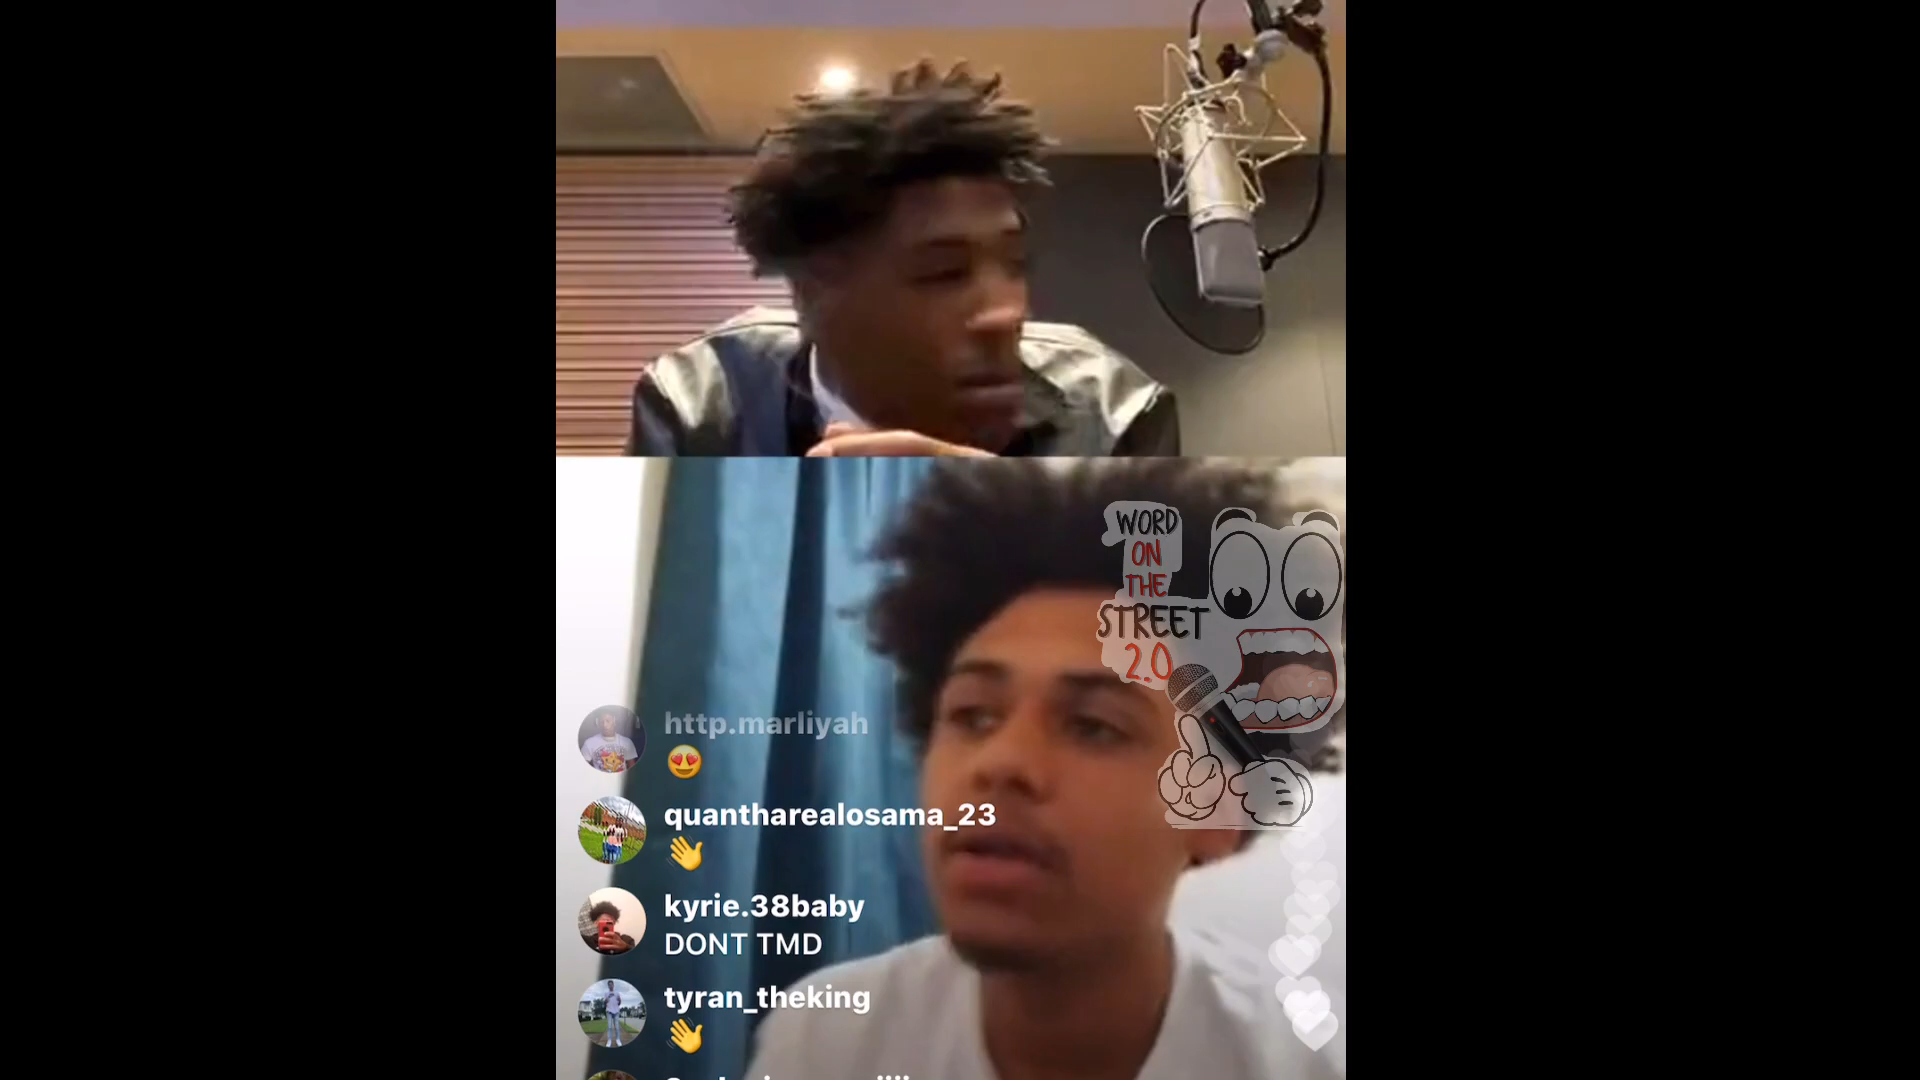 WORD
ON
THE
STREET
2.0
http.marliyah
😍
quantharealosama_23
👋
kyrie.38baby
DONT TMD
tyran_theking
👋